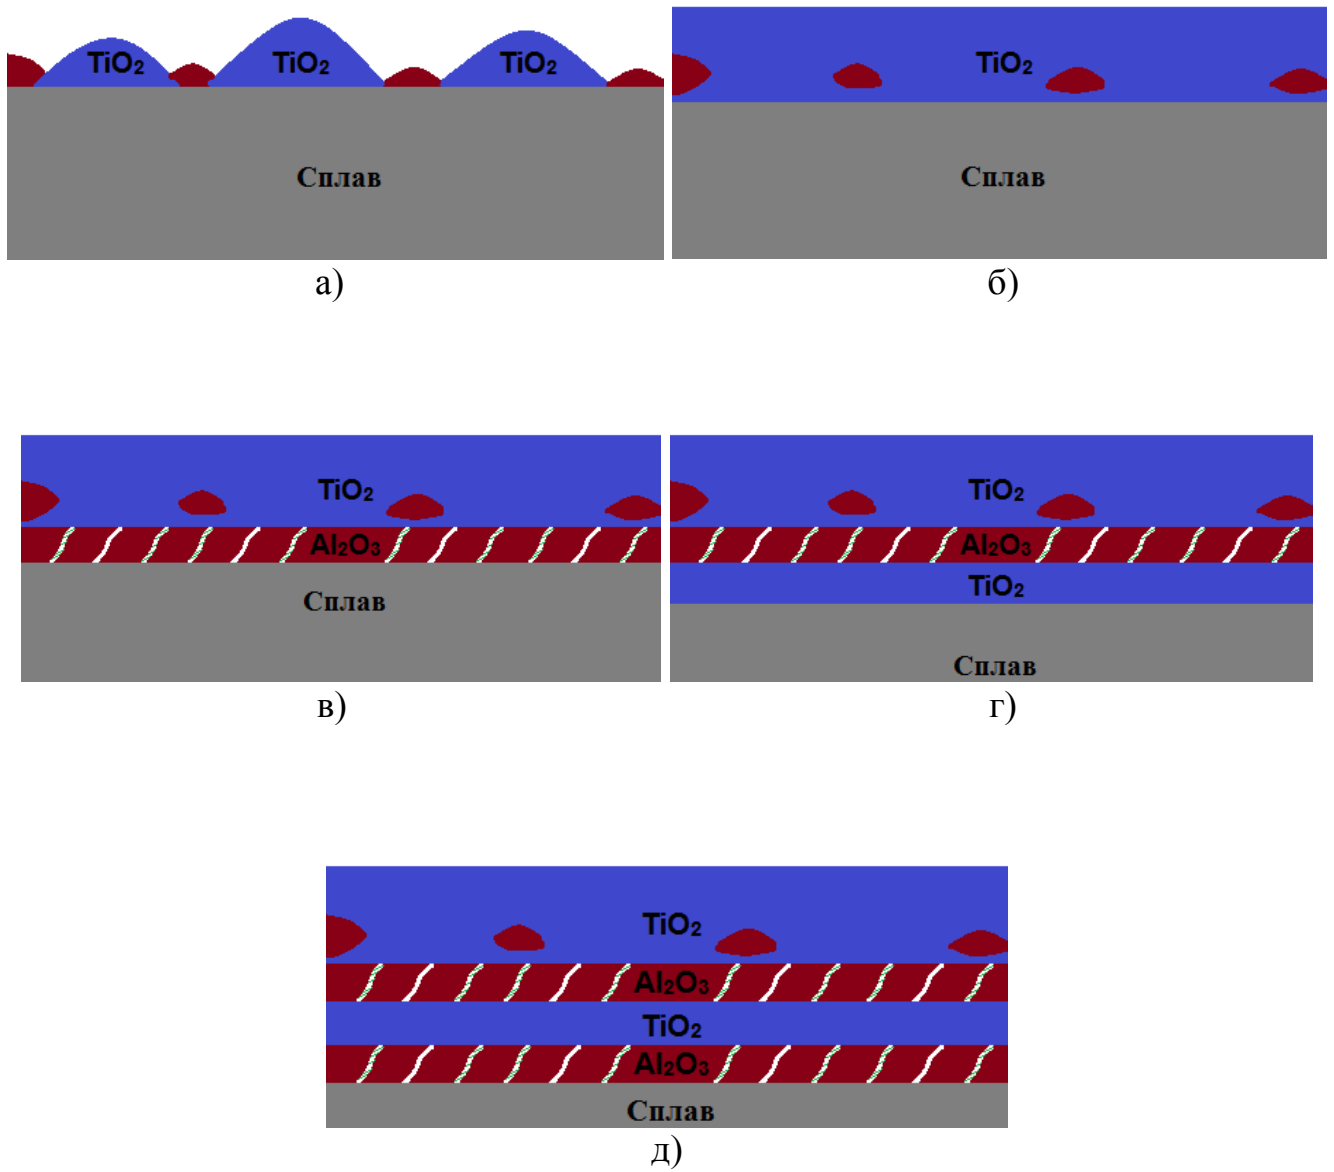 TiO₂ TiO₂ TiO₂
Сплав
а)
TiO₂
Сплав
б)
TiO₂
Al₂O₃
Сплав
в)
TiO₂
Al₂O₃
TiO₂
Сплав
г)
TiO₂
Al₂O₃
TiO₂
Al₂O₃
Сплав
д)